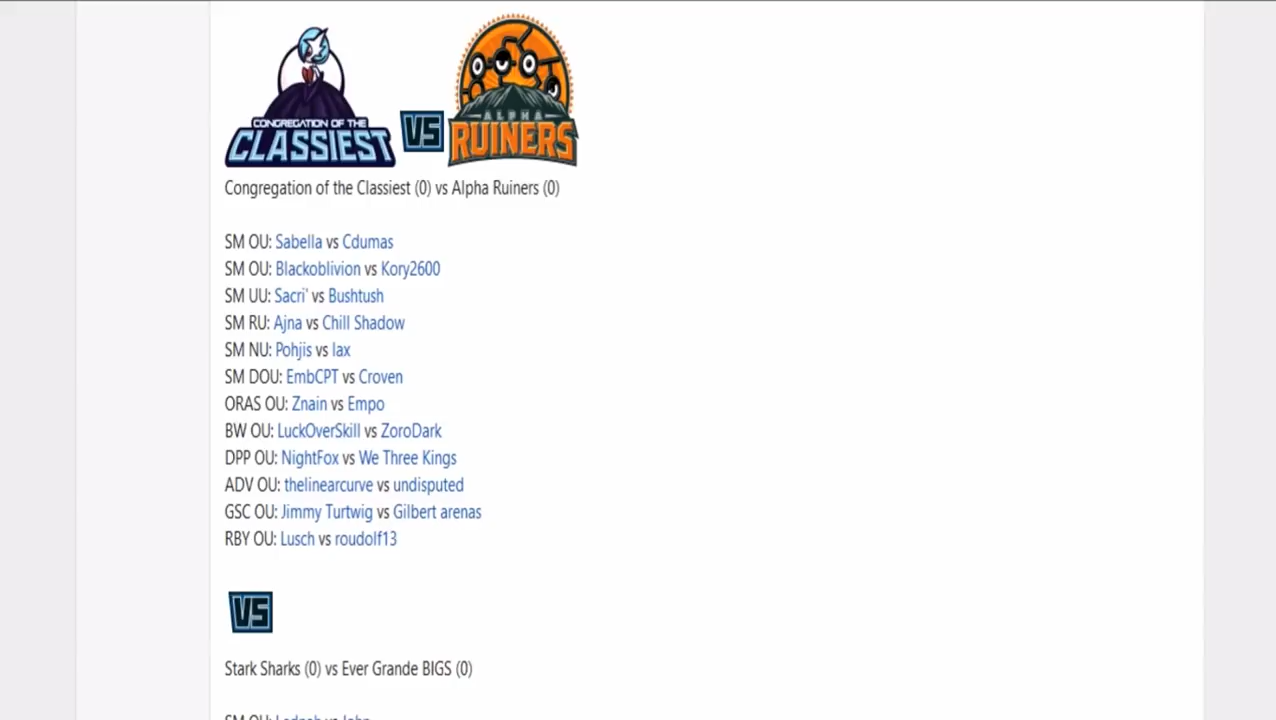 CONGREGATION OF THE
CLASSIEST
VS
ALPHA
RUINERS
Congregation of the Classiest (0) vs Alpha Ruiners (0)
SM OU: Sabella vs Cdumas
SM OU: Blackoblivion vs Kory2600
SM UU: Sacri' vs Bushtush
SM RU: Ajna vs Chill Shadow
SM NU: Pohjis vs lax
SM DOU: EmbCPT vs Croven
ORAS OU: Znain vs Empo
BW OU: LuckOverSkill vs ZoroDark
DPP OU: NightFox vs We Three Kings
ADV OU: thelinearcurve vs undisputed
GSC OU: Jimmy Turtwig vs Gilbert arenas
RBY OU: Lusch vs roudolf13
VS
Stark Sharks (0) vs Ever Grande BIGS (0)
SM OU: vs John